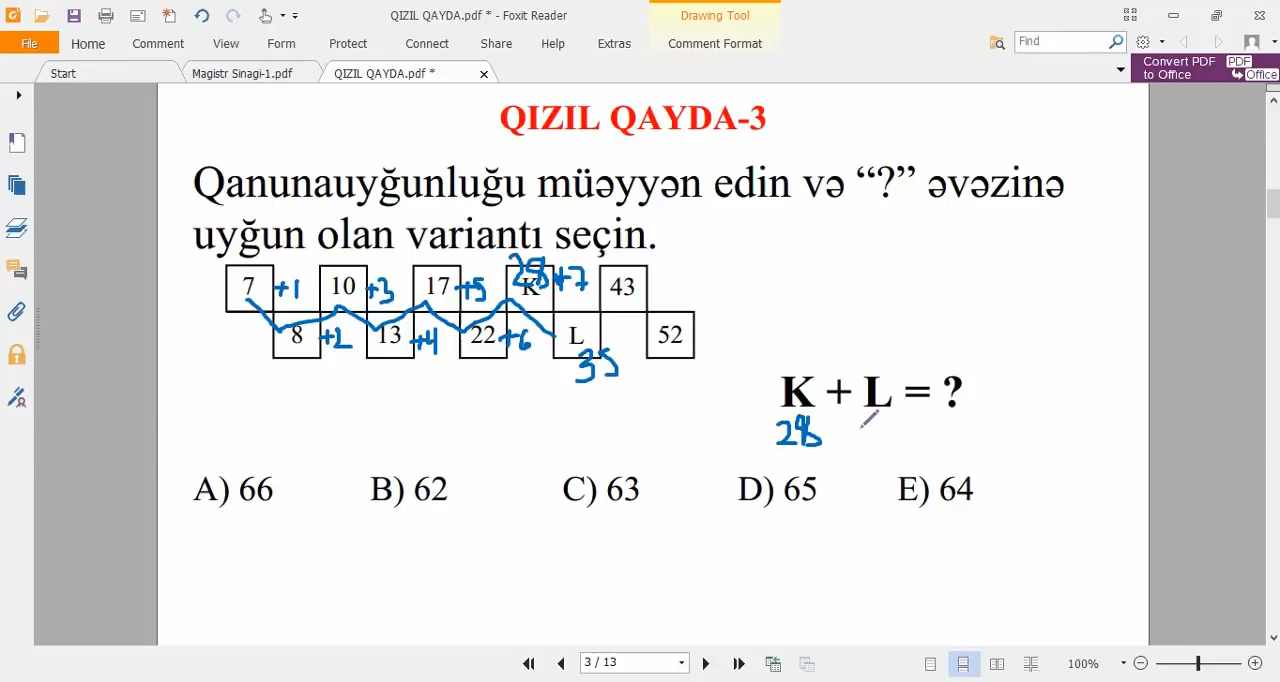 QIZIL QAYDA.pdf * - Foxit Reader
Drawing Tool
File Home Comment View Form Protect Connect Share Help Extras Comment Format
Find
Convert PDF to Office
PDF
Office
Start
Magistr Sinagi-1.pdf
QIZIL QAYDA.pdf *
QIZIL QAYDA-3
Qanunauyğunluğu müəyyən edin və “?” əvəzinə
uyğun olan variantı seçin.
7 +1 10 +3 17 +5 K 28 +7 43
8 +2 13 +4 22 +6 L 52
35
K + L = ?
28
A) 66 B) 62 C) 63 D) 65 E) 64
3 / 13
100%